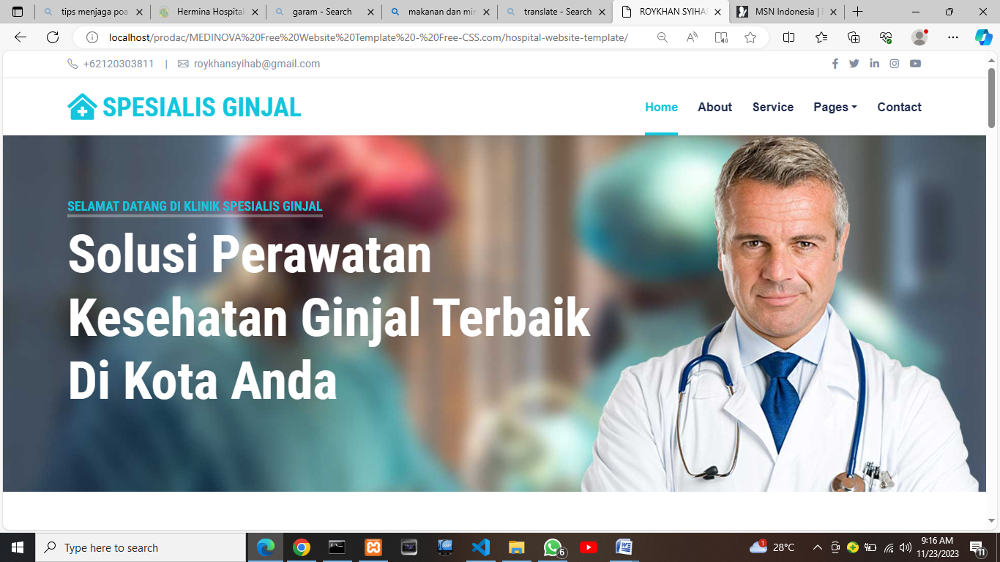 tips menjaga poa
Hermina Hospital
garam - Search
makanan dan mir
translate - Search
ROYKHAN SYIHA
MSN Indonesia |
localhost/prodac/MEDINOVA%20Free%20Website%20Template%20-%20Free-CSS.com/hospital-website-template/
+62120303811 | roykhansyihab@gmail.com
SPESIALIS GINJAL
Home About Service Pages Contact
SELAMAT DATANG DI KLINIK SPESIALIS GINJAL
Solusi Perawatan
Kesehatan Ginjal Terbaik
Di Kota Anda
Type here to search
6
1
28°C
9:16 AM
11/23/2023
11